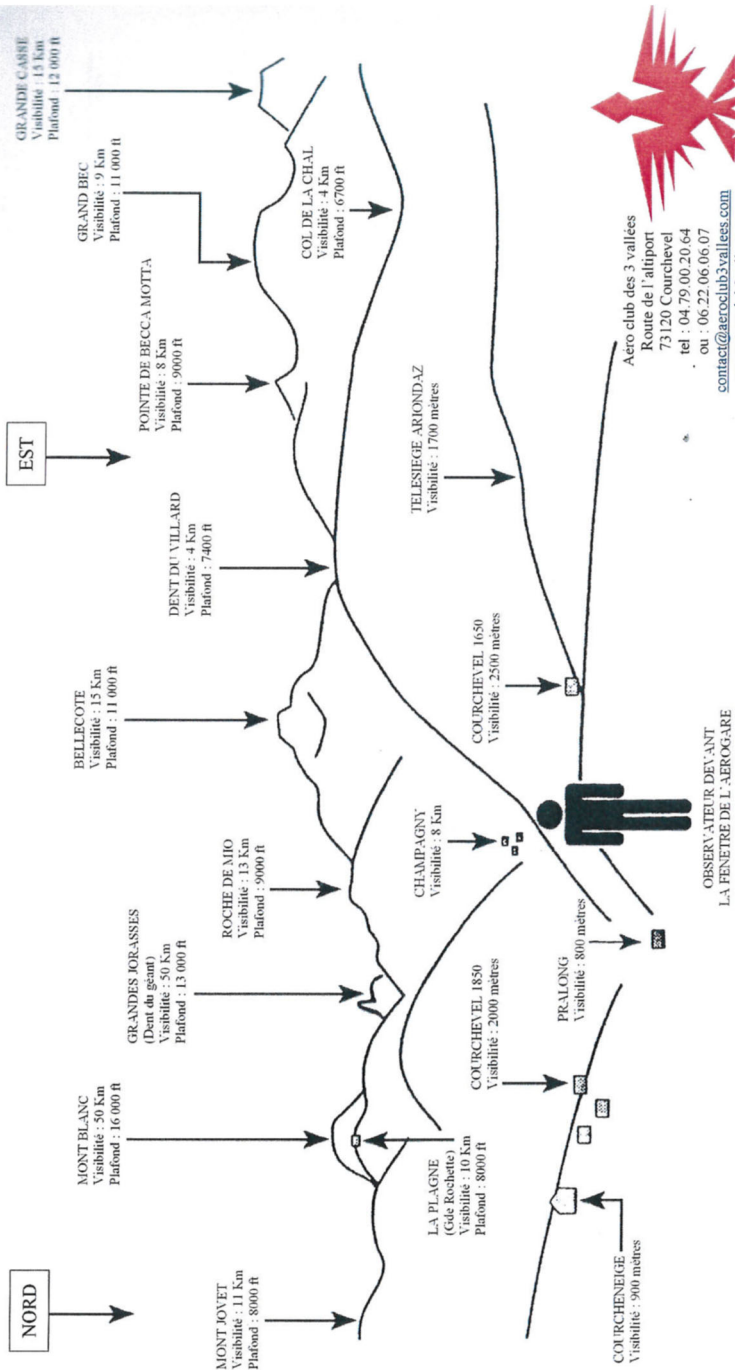 NORD
EST
MONT JOVET
Visibilité : 11 Km
Plafond : 8000 ft
MONT BLANC
Visibilité : 50 Km
Plafond : 16 000 ft
GRANDES JORASSES
(Dent du géant)
Visibilité : 50 Km
Plafond : 13 000 ft
ROCHE DE MIO
Visibilité : 13 Km
Plafond : 9000 ft
BELLECOTE
Visibilité : 15 Km
Plafond : 11 000 ft
DENT DU VILLARD
Visibilité : 4 Km
Plafond : 7400 ft
POINTE DE BECCA MOTTA
Visibilité : 8 Km
Plafond : 9000 ft
GRAND BEC
Visibilité : 9 Km
Plafond : 11 000 ft
GRANDE CASSE
Visibilité : 15 Km
Plafond : 12 000 ft
COL DE LA CHAL
Visibilité : 4 Km
Plafond : 6700 ft
LA PLAGNE
(Gde Rochette)
Visibilité : 10 Km
Plafond : 8000 ft
CHAMPAGNY
Visibilité : 8 Km
TELESIEGE ARIONDAZ
Visibilité : 1700 mètres
COURCHENEIGE
Visibilité : 900 mètres
COURCHEVEL 1850
Visibilité : 2000 mètres
PRALONG
Visibilité : 800 mètres
COURCHEVEL 1650
Visibilité : 2500 mètres
OBSERVATEUR DEVANT
LA FENETRE DE L'AEROGARE
Aéro club des 3 vallées
Route de l'altiport
73120 Courchevel
tel : 04.79.00.20.64
ou : 06.22.06.06.07
contact@aeroclub3vallees.com